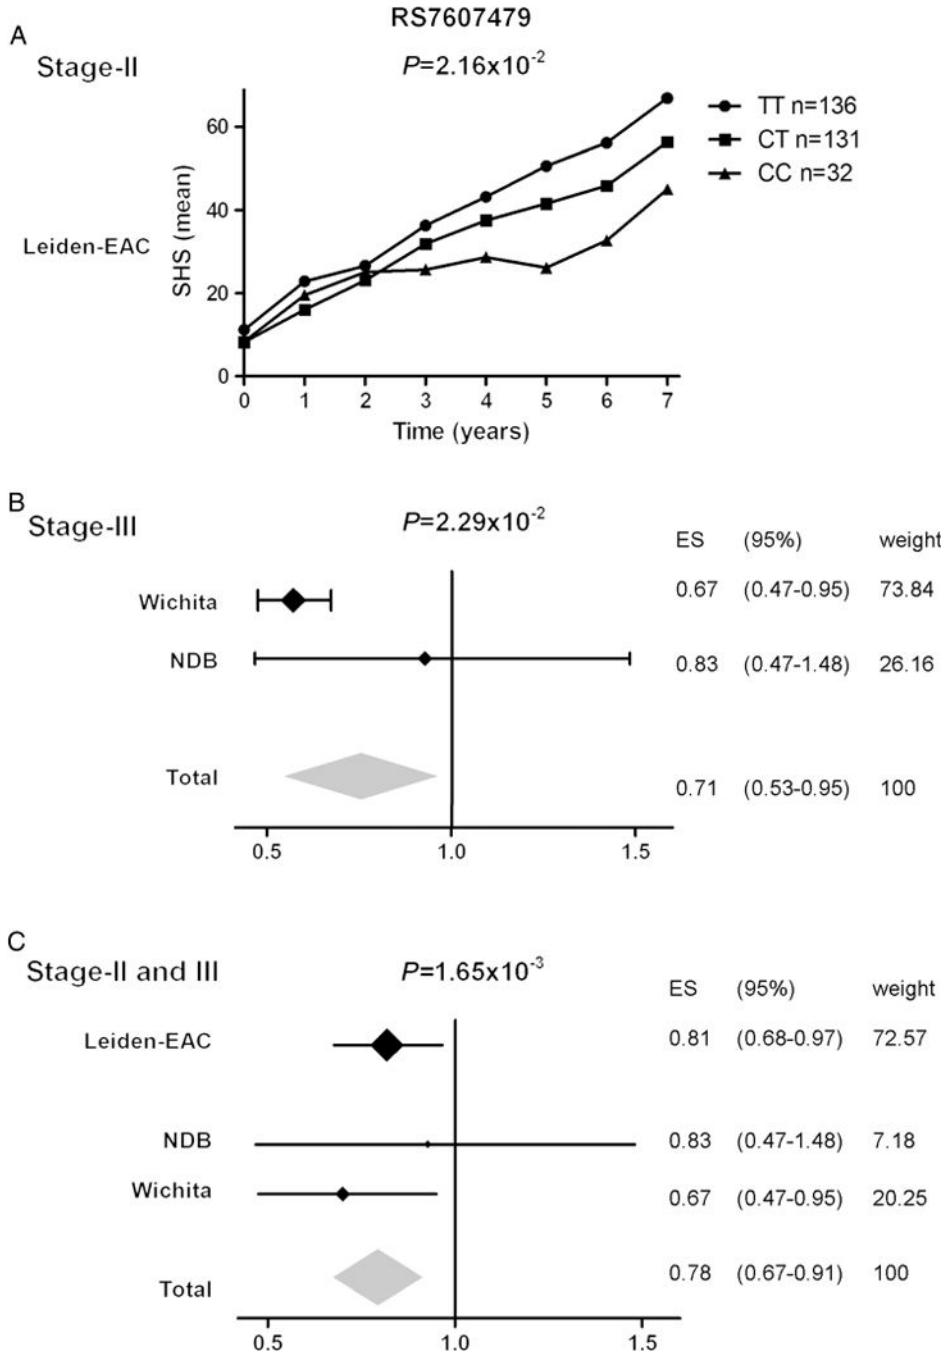 RS7607479
A
Stage-II
P=2.16x10-2
TT n=136
CT n=131
CC n=32
Leiden-EAC
SHS (mean)
60
40
20
0
0 1 2 3 4 5 6 7
Time (years)
B
Stage-III
P=2.29x10-2
ES (95%) weight
Wichita 0.67 (0.47-0.95) 73.84
NDB 0.83 (0.47-1.48) 26.16
Total 0.71 (0.53-0.95) 100
0.5 1.0 1.5
C
Stage-II and III
P=1.65x10-3
ES (95%) weight
Leiden-EAC 0.81 (0.68-0.97) 72.57
NDB 0.83 (0.47-1.48) 7.18
Wichita 0.67 (0.47-0.95) 20.25
Total 0.78 (0.67-0.91) 100
0.5 1.0 1.5